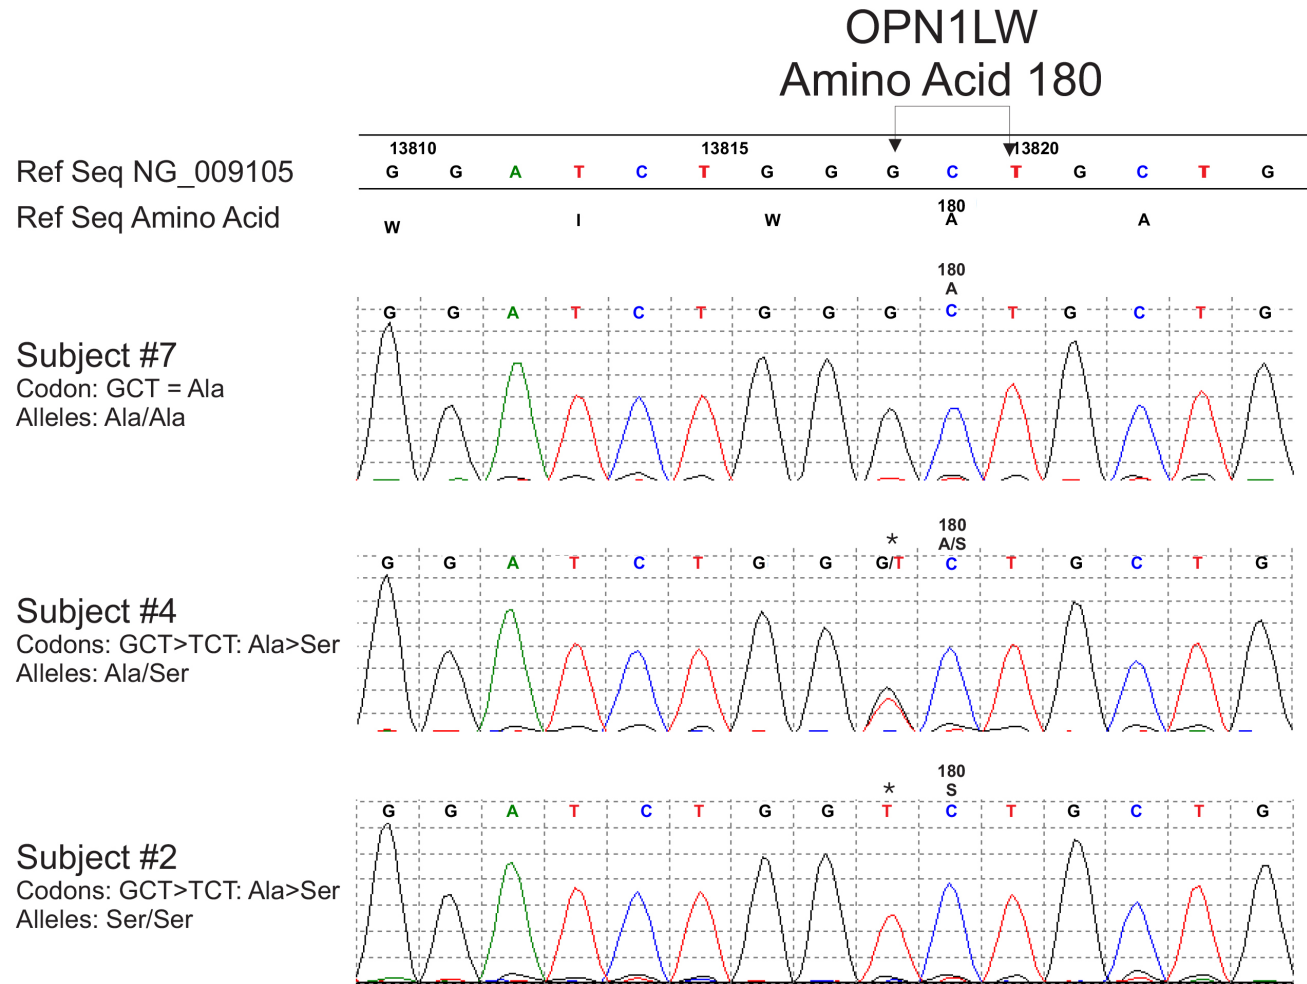 OPN1LW
Amino Acid 180
13810 13815 13820
Ref Seq NG_009105 G G A T C T G G G C T G C T G
180
Ref Seq Amino Acid W I W A A
180
A
G G A T C T G G G C T G C T G
Subject #7
Codon: GCT = Ala
Alleles: Ala/Ala
180
* A/S
G G A T C T G G G/T C T G C T G
Subject #4
Codons: GCT>TCT: Ala>Ser
Alleles: Ala/Ser
180
* S
G G A T C T G G T C T G C T G
Subject #2
Codons: GCT>TCT: Ala>Ser
Alleles: Ser/Ser